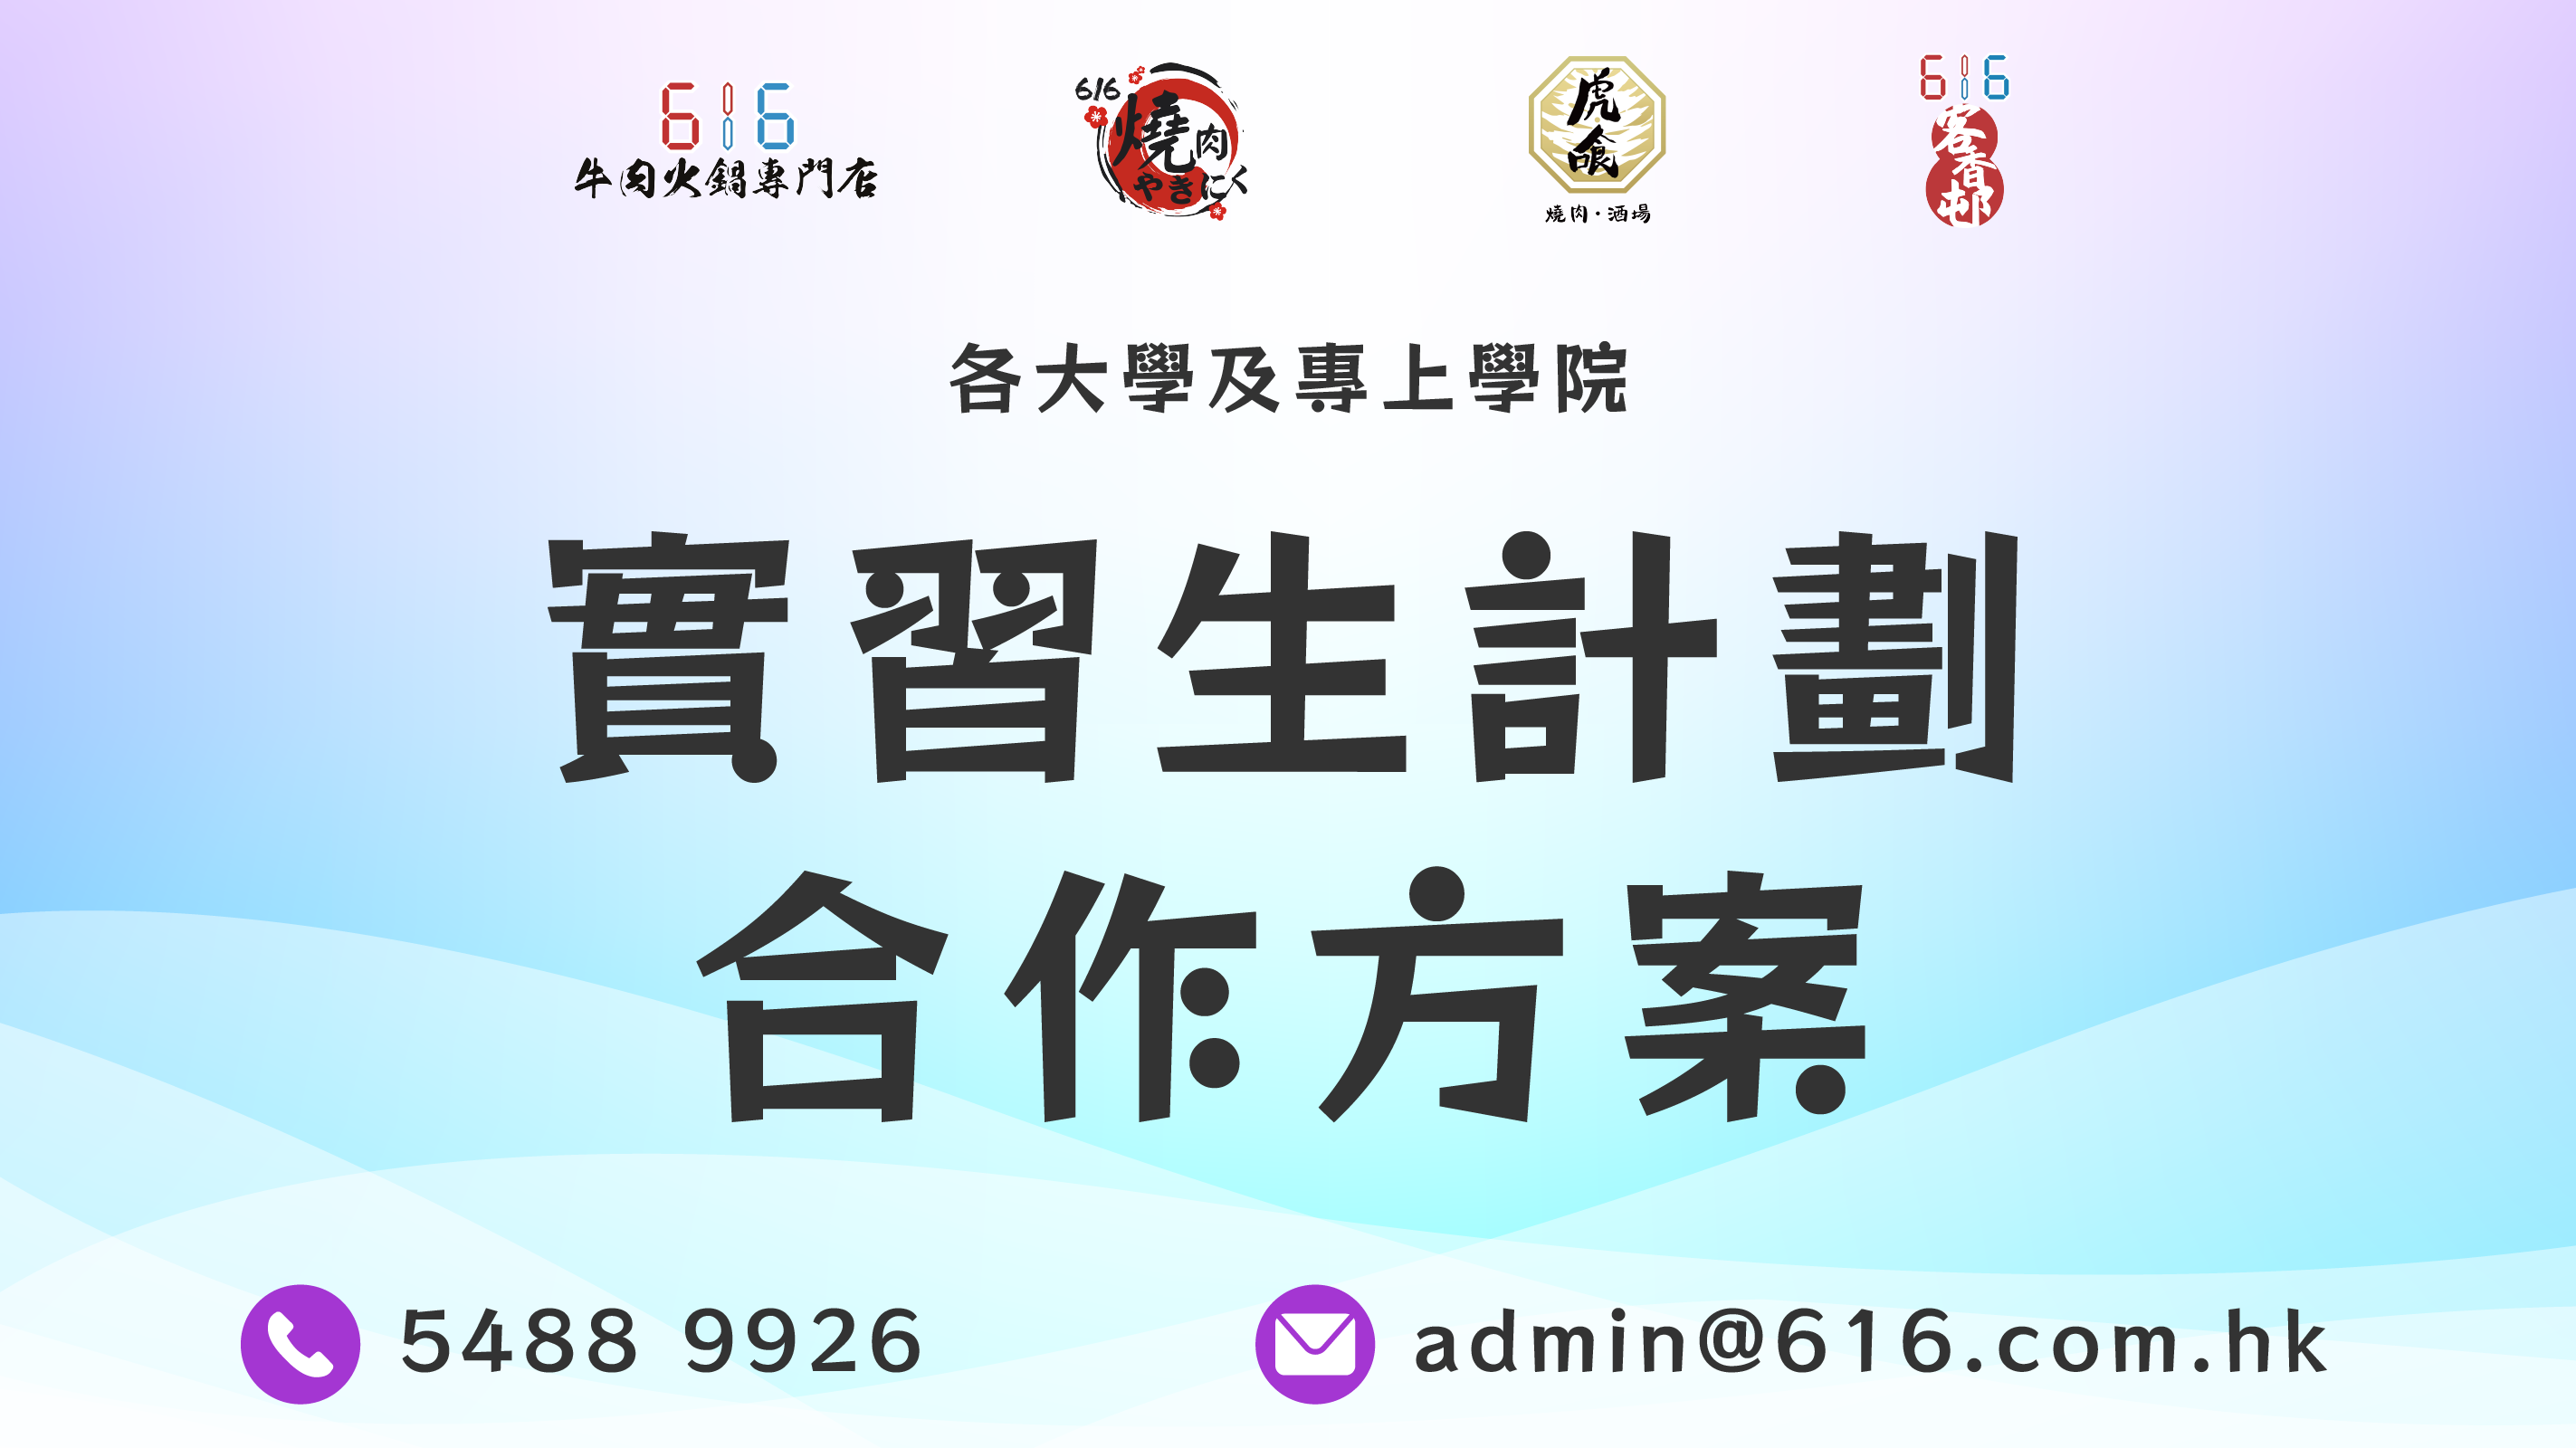 616
牛肉火鍋專門店
616
燒肉
やきにく
虎喰
燒肉・酒場
616
客香邨
各大學及專上學院
實習生計劃
合作方案
5488 9926
admin@616.com.hk